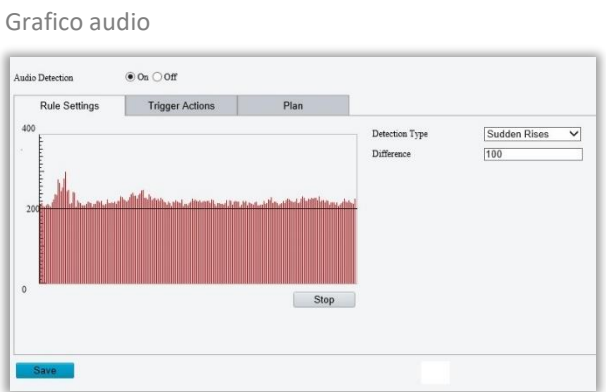 Grafico audio
Audio Detection On Off
Rule Settings Trigger Actions Plan
400
200
0
Detection Type Sudden Rises
Difference 100
Stop
Save